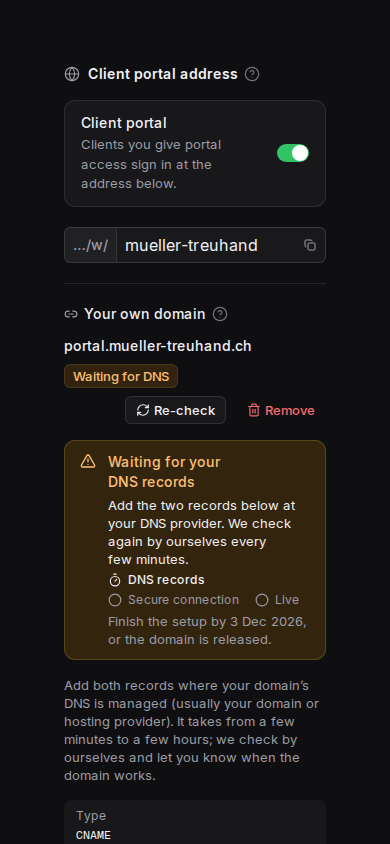 Client portal address
Client portal
Clients you give portal
access sign in at the
address below.
.../w/ mueller-treuhand
Your own domain
portal.mueller-treuhand.ch
Waiting for DNS
Re-check Remove
Waiting for your
DNS records
Add the two records below at
your DNS provider. We check
again by ourselves every
few minutes.
DNS records
Secure connection Live
Finish the setup by 3 Dec 2026,
or the domain is released.
Add both records where your domain’s
DNS is managed (usually your domain or
hosting provider). It takes from a few
minutes to a few hours; we check by
ourselves and let you know when the
domain works.
Type
CNAME